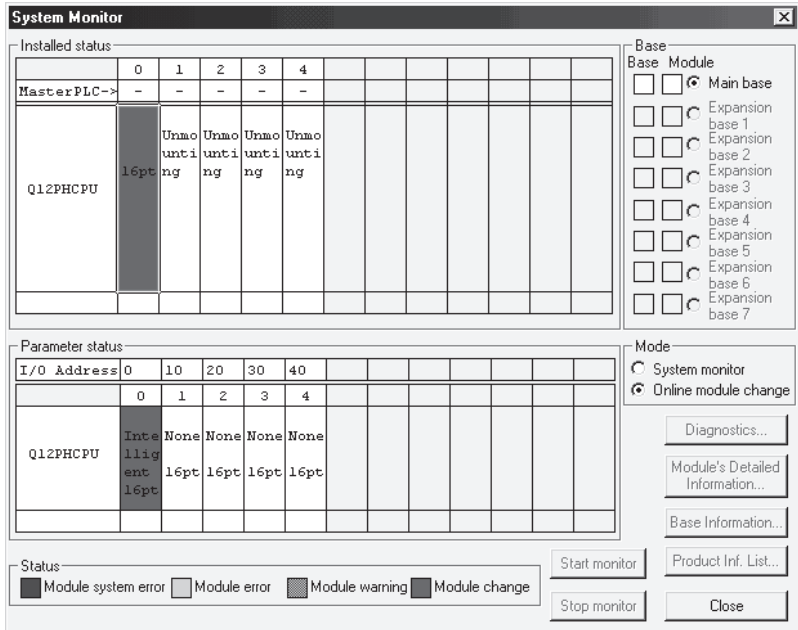 System Monitor
Installed status
0 1 2 3 4
MasterPLC-> - - - - -
Q12PHCPU
16pt
Unmo unti ng
Unmo unti ng
Unmo unti ng
Unmo unti ng
Base
Base Module
Main base
Expansion
base 1
Expansion
base 2
Expansion
base 3
Expansion
base 4
Expansion
base 5
Expansion
base 6
Expansion
base 7
Parameter status
I/O Address 0 10 20 30 40
0 1 2 3 4
Q12PHCPU
Inte None None None None
llig
ent 16pt 16pt 16pt 16pt
16pt
Mode
System monitor
Online module change
Diagnostics...
Module's Detailed
Information...
Base Information...
Product Inf. List...
Status
Module system error Module error Module warning Module change
Start monitor
Stop monitor
Close